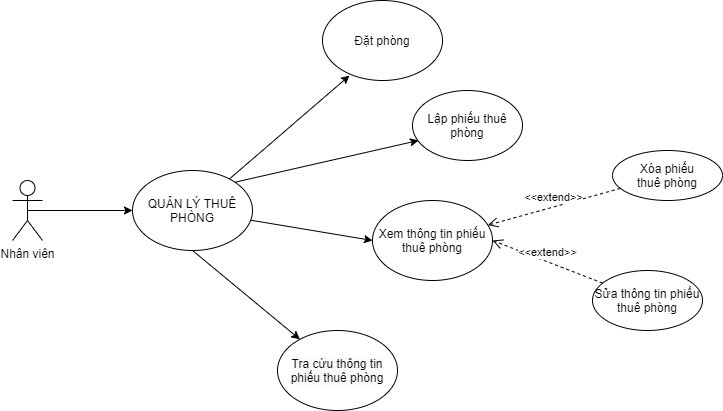 Đặt phòng
Lập phiếu thuê
phòng
Xóa phiếu
thuê phòng
<<extend>>
QUẢN LÝ THUÊ
PHÒNG
Xem thông tin phiếu
thuê phòng
Nhân viên
<<extend>>
Sửa thông tin phiếu
thuê phòng
Tra cứu thông tin
phiếu thuê phòng